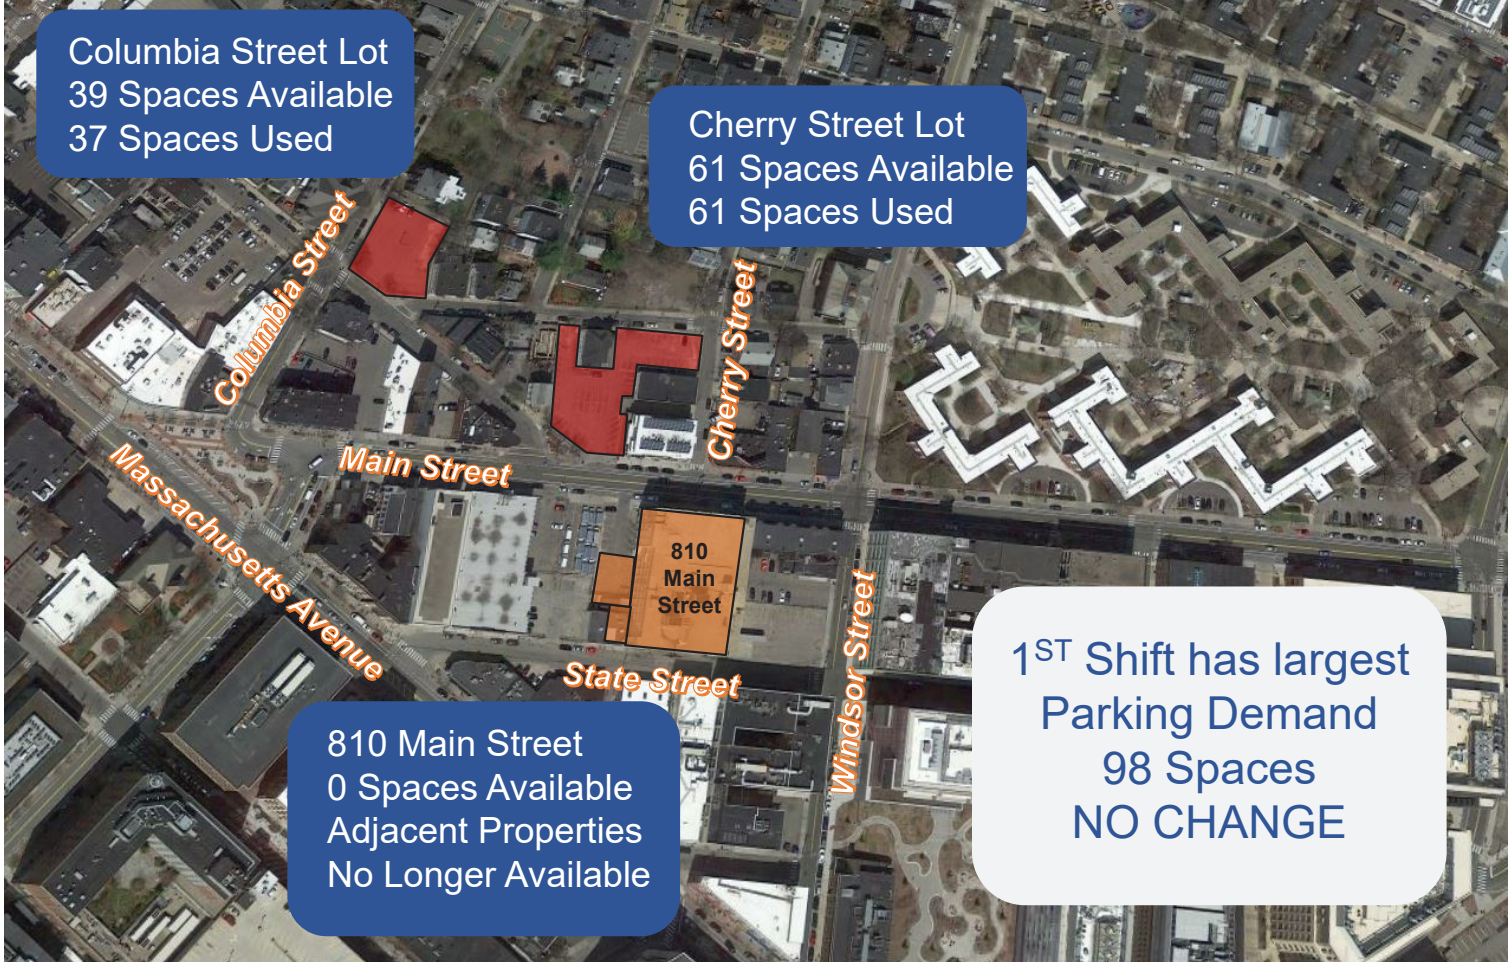 Columbia Street Lot
39 Spaces Available
37 Spaces Used
Cherry Street Lot
61 Spaces Available
61 Spaces Used
Columbia Street
Cherry Street
Main Street
Massachusetts Avenue
810
Main
Street
State Street
Windsor Street
810 Main Street
0 Spaces Available
Adjacent Properties
No Longer Available
1ST Shift has largest
Parking Demand
98 Spaces
NO CHANGE